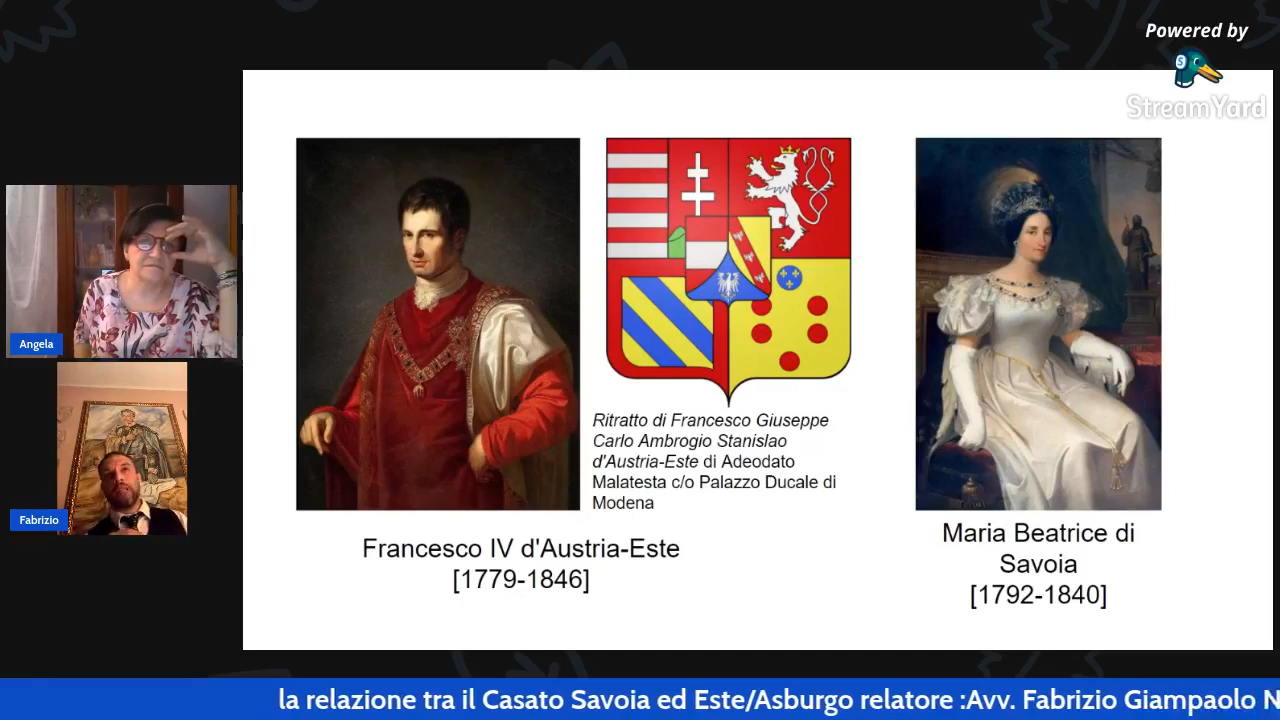 Powered by
StreamYard
Angela
Fabrizio
Ritratto di Francesco Giuseppe
Carlo Ambrogio Stanislao
d'Austria-Este di Adeodato
Malatesta c/o Palazzo Ducale di
Modena
Francesco IV d'Austria-Este
[1779-1846]
Maria Beatrice di
Savoia
[1792-1840]
la relazione tra il Casato Savoia ed Este/Asburgo relatore :Avv. Fabrizio Giampaolo N